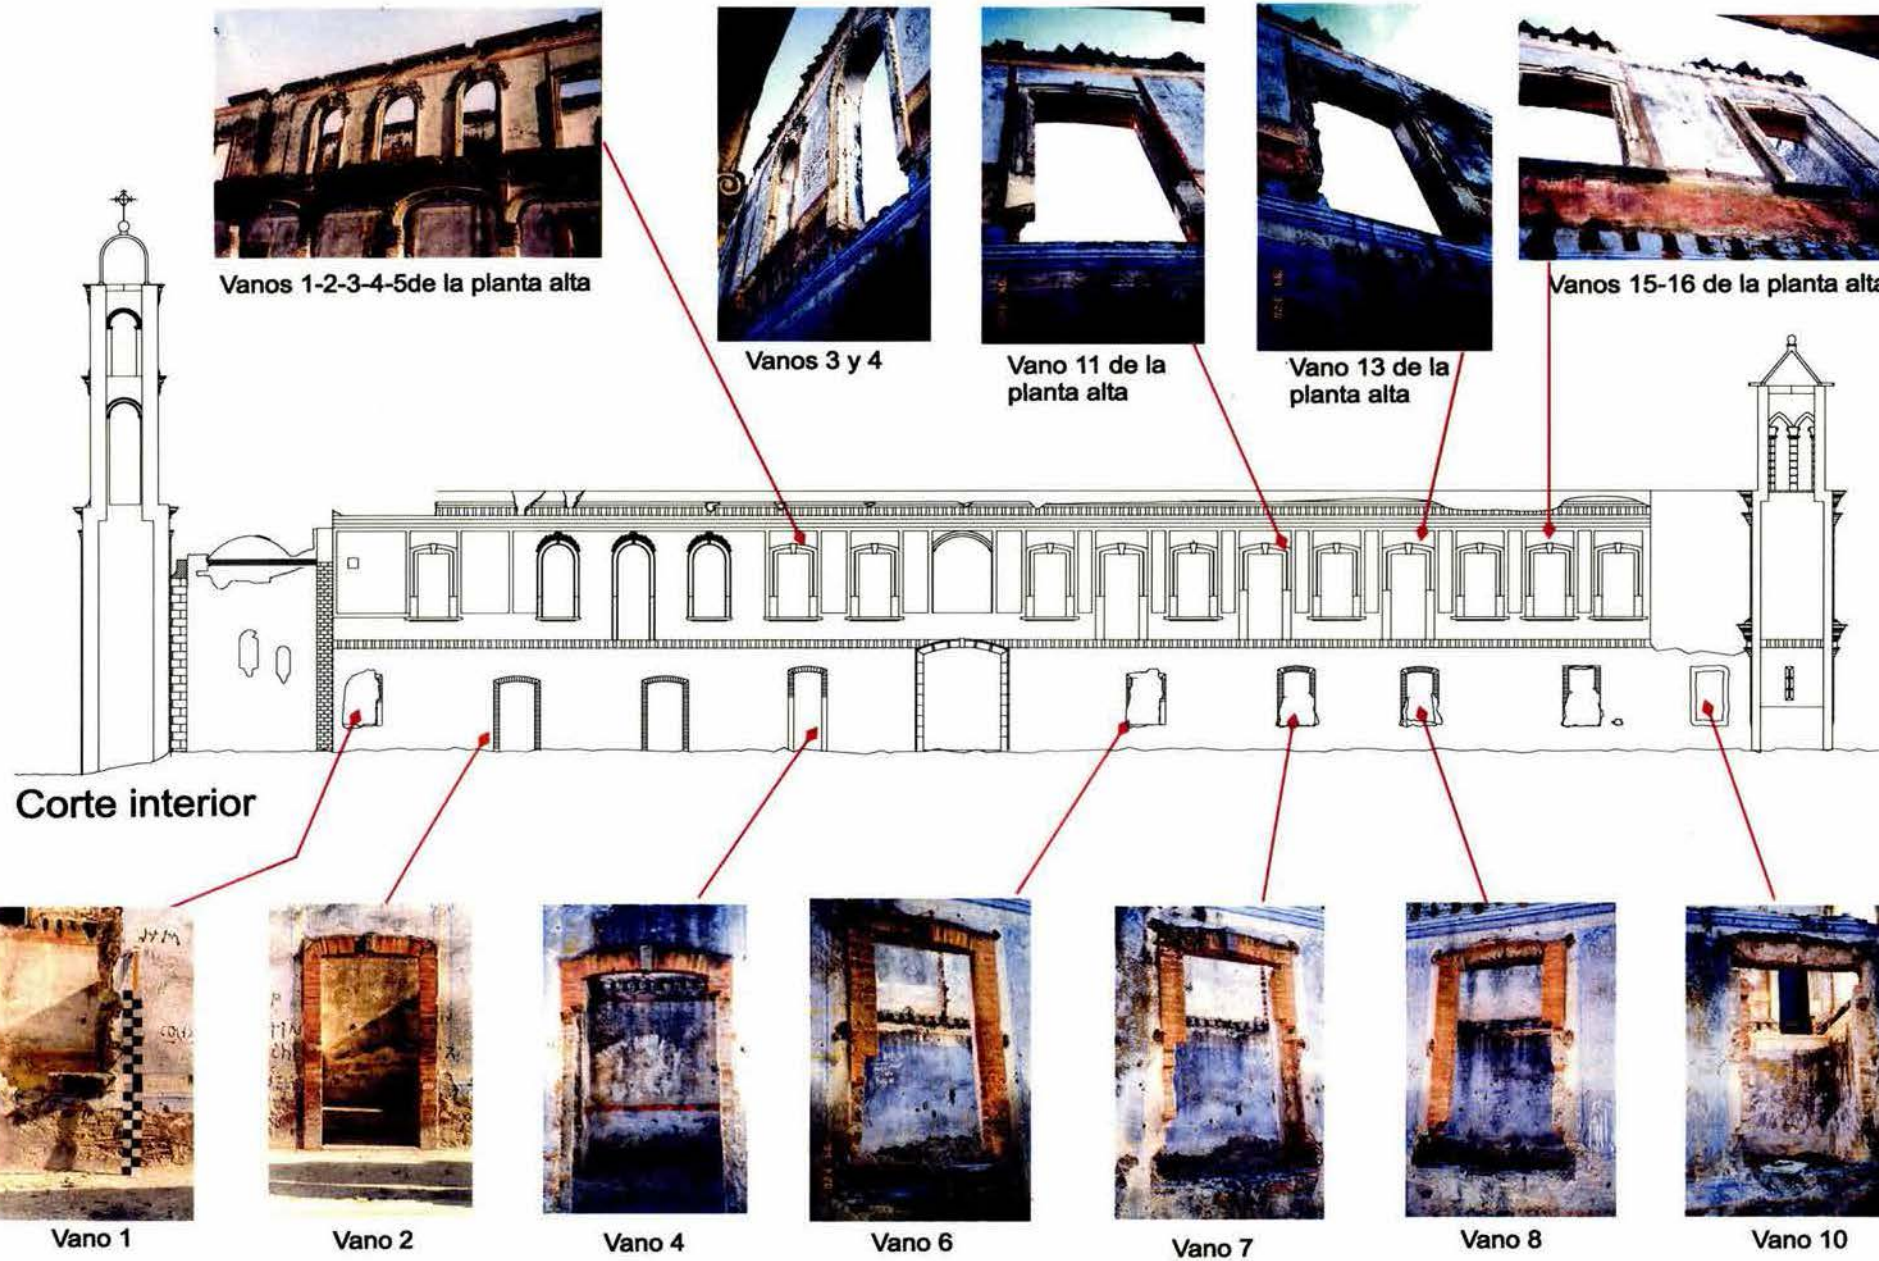 Vanos 1-2-3-4-5de la planta alta
Vanos 3 y 4
Vano 11 de la
planta alta
Vano 13 de la
planta alta
Vanos 15-16 de la planta alta
Corte interior
Vano 1
Vano 2
Vano 4
Vano 6
Vano 7
Vano 8
Vano 10